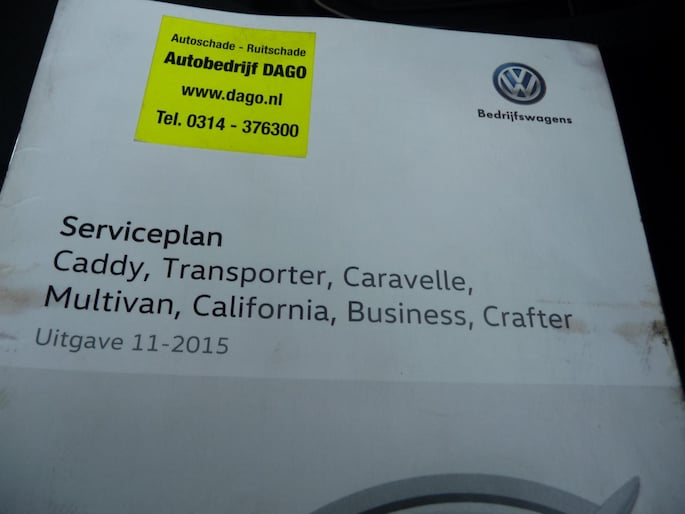 Autoschade - Ruitschade
Autobedrijf DAGO
www.dago.nl
Tel. 0314 - 376300
Bedrijfswagens
Serviceplan
Caddy, Transporter, Caravelle,
Multivan, California, Business, Crafter
Uitgave 11-2015